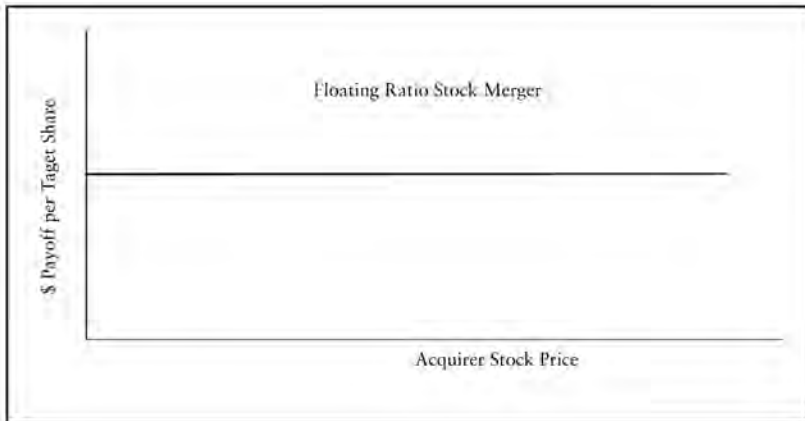 Floating Ratio Stock Merger
$ Payoff per Taget Share
Acquirer Stock Price